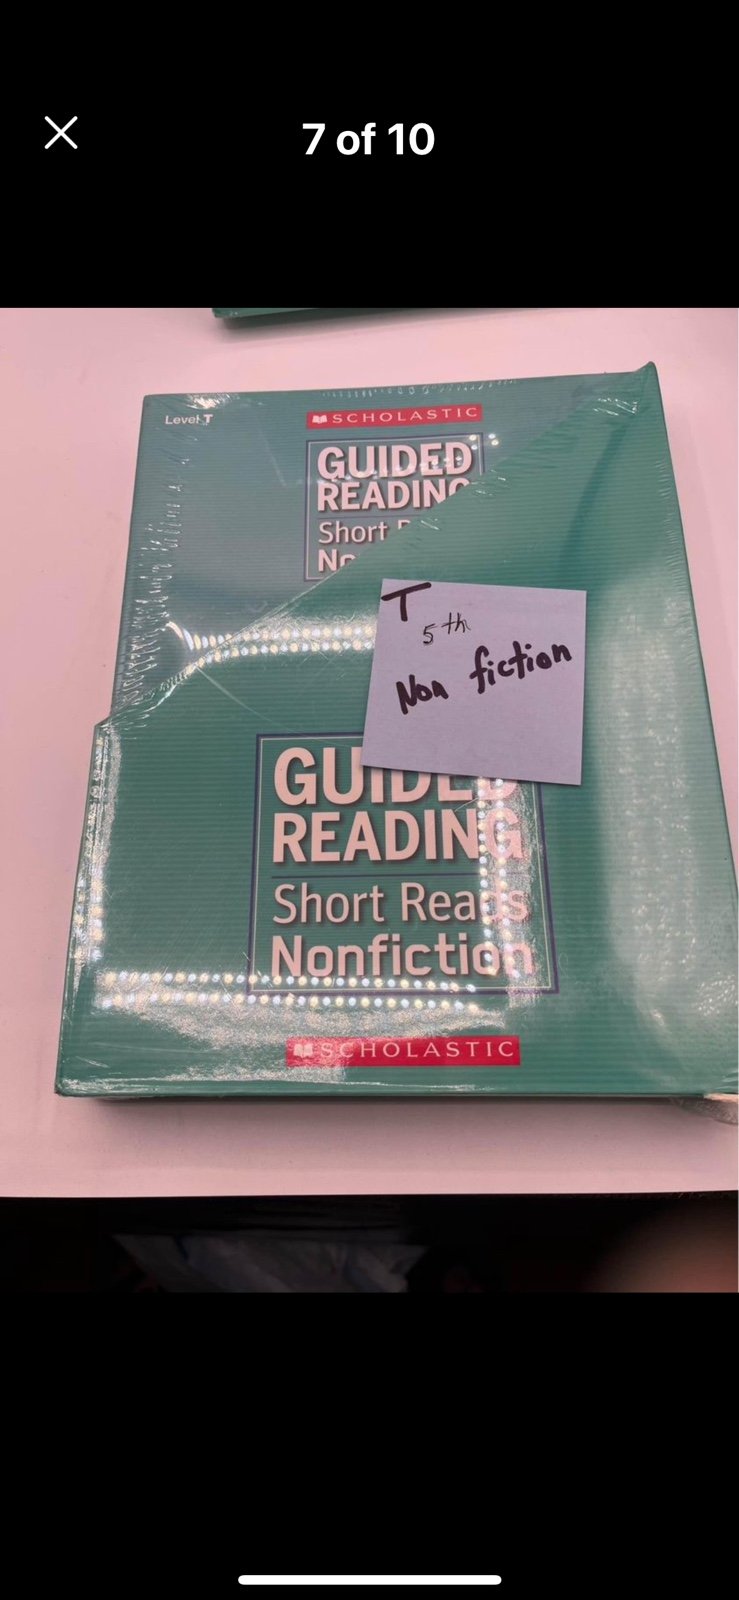 7 of 10
Level T
SCHOLASTIC
GUIDED
READING
Short
T
5th
Non fiction
GUIDED
READING
Short Reads
Nonfiction
SCHOLASTIC